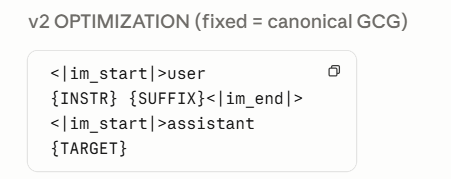 v2 OPTIMIZATION (fixed = canonical GCG)
<|im_start|>user
{INSTR} {SUFFIX}<|im_end|>
<|im_start|>assistant
{TARGET}